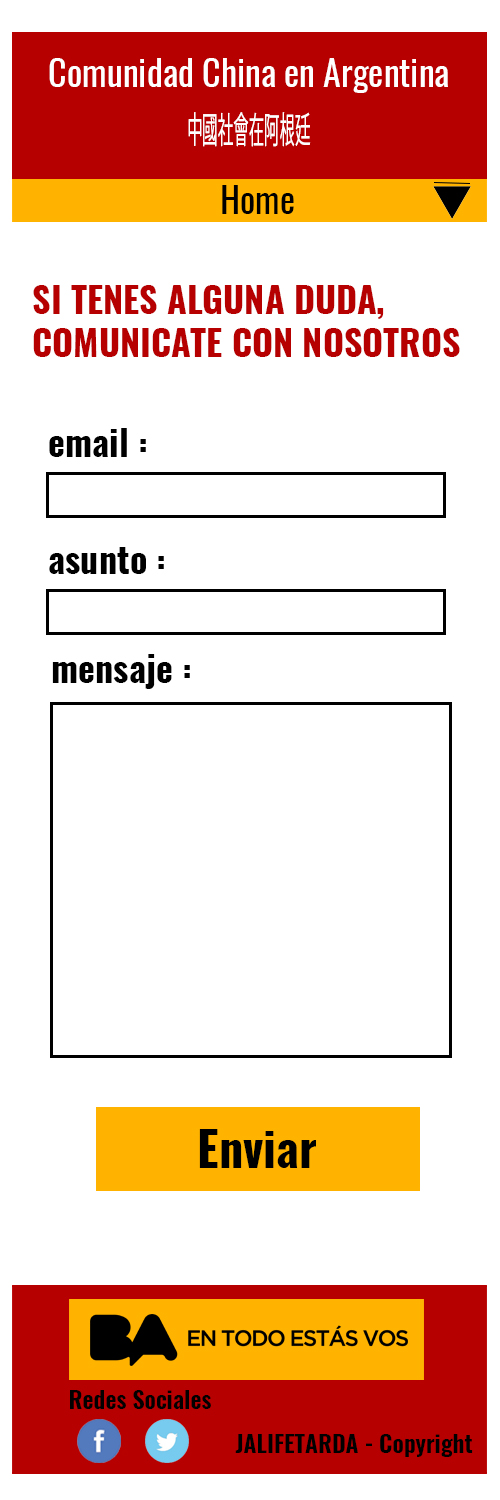 Comunidad China en Argentina
中國社會在阿根廷
Home
SI TENES ALGUNA DUDA,
COMUNICATE CON NOSOTROS
email :
asunto :
mensaje :
Enviar
BA EN TODO ESTÁS VOS
Redes Sociales
f
JALIFETARDA - Copyright